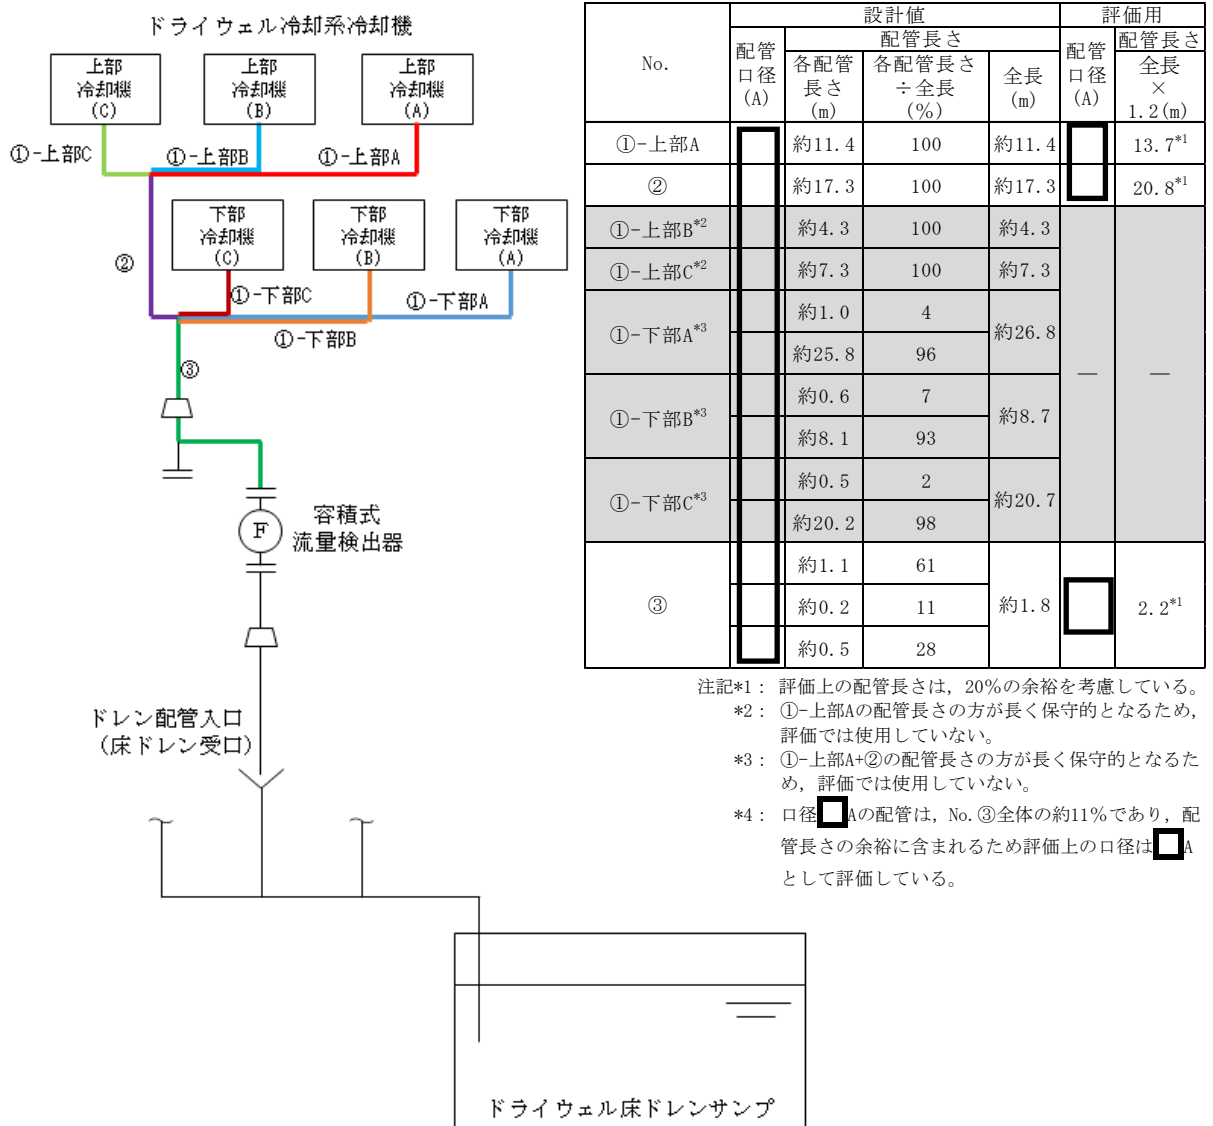 ドライウェル冷却系冷却機
上部
冷却機
(C)
上部
冷却機
(B)
上部
冷却機
(A)
①-上部C
①-上部B
①-上部A
下部
冷却機
(C)
下部
冷却機
(B)
下部
冷却機
(A)
②
①-下部C
①-下部A
①-下部B
③
F
容積式
流量検出器
ドレン配管入口
（床ドレン受口）
ドライウェル床ドレンサンプ
No.
設計値
評価用
配管
口径
(A)
配管長さ
配管
口径
(A)
配管長さ
各配管
長さ
(m)
各配管長さ
÷全長
(%)
全長
(m)
全長
×
1.2(m)
①-上部A 約11.4 100 約11.4 13.7*1
② 約17.3 100 約17.3 20.8*1
①-上部B*2 約4.3 100 約4.3
①-上部C*2 約7.3 100 約7.3
①-下部A*3 約1.0 4 約26.8
約25.8 96
— —
①-下部B*3 約0.6 7 約8.7
約8.1 93
①-下部C*3 約0.5 2 約20.7
約20.2 98
③ 約1.1 61 約1.8 2.2*1
約0.2 11
約0.5 28
注記*1： 評価上の配管長さは，20％の余裕を考慮している。
*2： ①-上部Aの配管長さの方が長く保守的となるため，
評価では使用していない。
*3： ①-上部A+②の配管長さの方が長く保守的となるた
め，評価では使用していない。
*4： 口径 Aの配管は，No.③全体の約11％であり，配
管長さの余裕に含まれるため評価上の口径は A
として評価している。